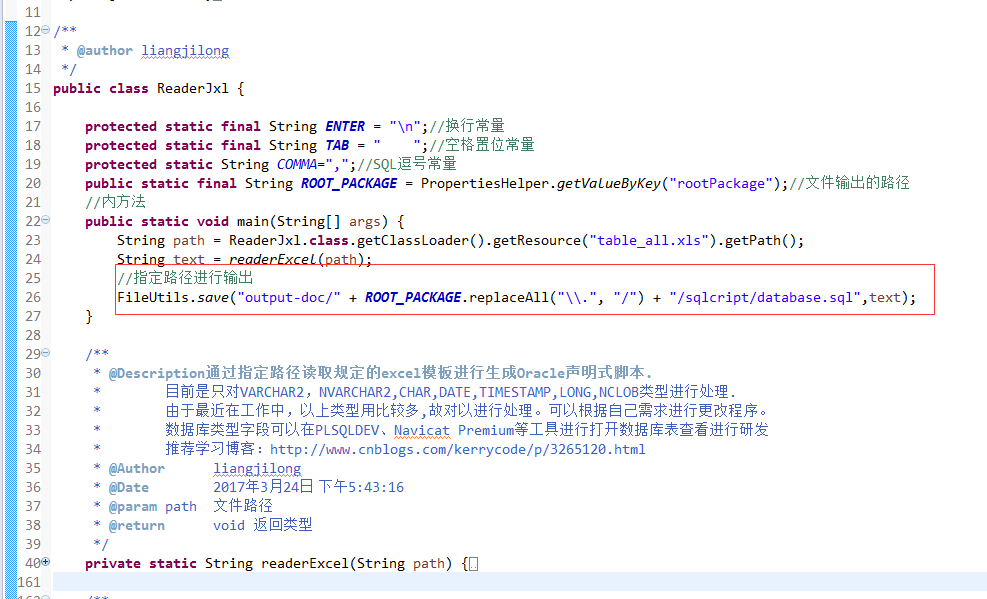 11
12 /**
13  * @author liangjilong
14  */
15 public class ReaderJxl {
16
17     protected static final String ENTER = "\n";//换行常量
18     protected static final String TAB = "    ";//空格置位常量
19     protected static String COMMA=",";//SQL逗号常量
20     public static final String ROOT_PACKAGE = PropertiesHelper.getValueByKey("rootPackage");//文件输出的路径
21     //内方法
22     public static void main(String[] args) {
23         String path = ReaderJxl.class.getClassLoader().getResource("table_all.xls").getPath();
24         String text = readerExcel(path);
25         //指定路径进行输出
26         FileUtils.save("output-doc/" + ROOT_PACKAGE.replaceAll("\\.", "/") + "/sqlcript/database.sql",text);
27     }
28
29     /**
30      * @Description通过指定路径读取规定的excel模板进行生成Oracle声明式脚本.
31      *        目前是只对VARCHAR2, NVARCHAR2,CHAR,DATE,TIMESTAMP,LONG,NCLOB类型进行处理.
32      *        由于最近在工作中，以上类型用比较多,故对以进行处理。可以根据自己需求进行更改程序。
33      *        数据库类型字段可以在PLSQLDEV、Navicat Premium等工具进行打开数据库表查看进行研发
34      *        推荐学习博客：http://www.cnblogs.com/kerrycode/p/3265120.html
35      * @Author      liangjilong
36      * @Date        2017年3月24日 下午5:43:16
37      * @param path  文件路径
38      * @return      void 返回类型
39      */
40     private static String readerExcel(String path) {
161